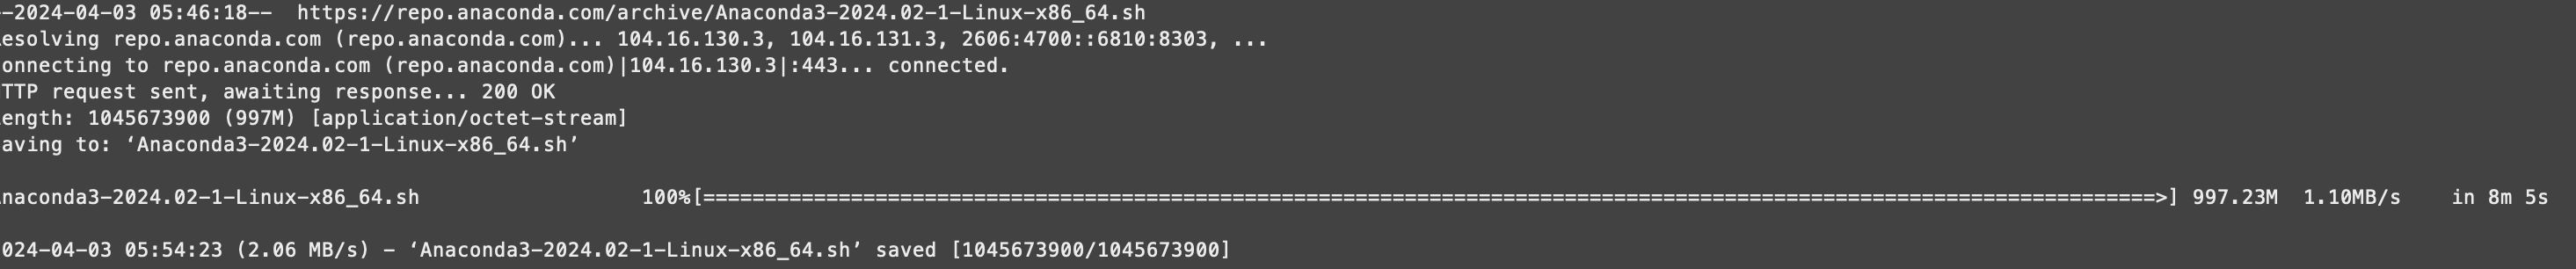 --2024-04-03 05:46:18--  https://repo.anaconda.com/archive/Anaconda3-2024.02-1-Linux-x86_64.sh
esolving repo.anaconda.com (repo.anaconda.com)... 104.16.130.3, 104.16.131.3, 2606:4700::6810:8303, ...
onnecting to repo.anaconda.com (repo.anaconda.com)|104.16.130.3|:443... connected.
TTP request sent, awaiting response... 200 OK
ength: 1045673900 (997M) [application/octet-stream]
aving to: ‘Anaconda3-2024.02-1-Linux-x86_64.sh’
naconda3-2024.02-1-Linux-x86_64.sh 100%[======================================================================================================================>] 997.23M 1.10MB/s in 8m 5s
024-04-03 05:54:23 (2.06 MB/s) - ‘Anaconda3-2024.02-1-Linux-x86_64.sh’ saved [1045673900/1045673900]